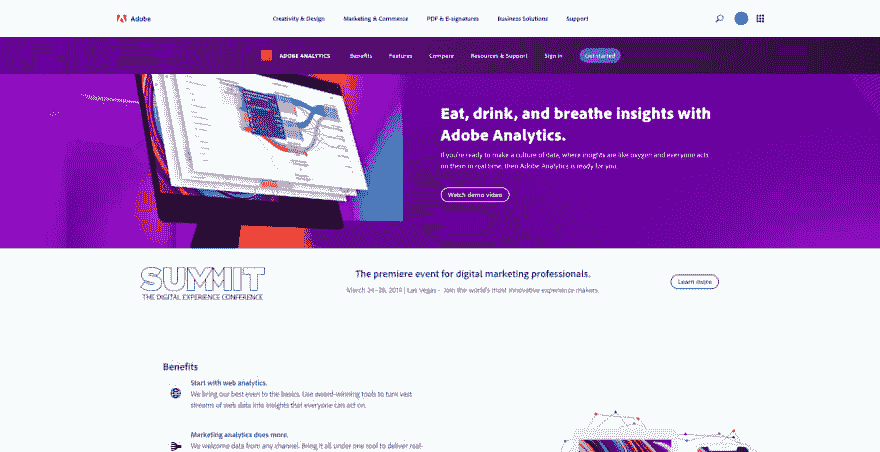 Adobe
Creativity & Design
Marketing & Commerce
PDF & E-signatures
Business Solutions
Support
ADOBE ANALYTICS
Benefits
Features
Compare
Resources & Support
Sign in
Get started
Eat, drink, and breathe insights with
Adobe Analytics.
If you're ready to make a culture of data, where insights are like oxygen and everyone acts
on them in real time, then Adobe Analytics is ready for you.
Watch demo video
SUMMIT
THE DIGITAL EXPERIENCE CONFERENCE
The premiere event for digital marketing professionals.
March 24–28, 2019 | Las Vegas - Join the world's most innovative experience makers.
Learn more
Benefits
Start with web analytics.
We bring our best even to the basics. Use award-winning tools to turn vast
streams of web data into insights that everyone can act on.
Marketing analytics does more.
We welcome data from any channel. Bring it all under one tool to deliver real-